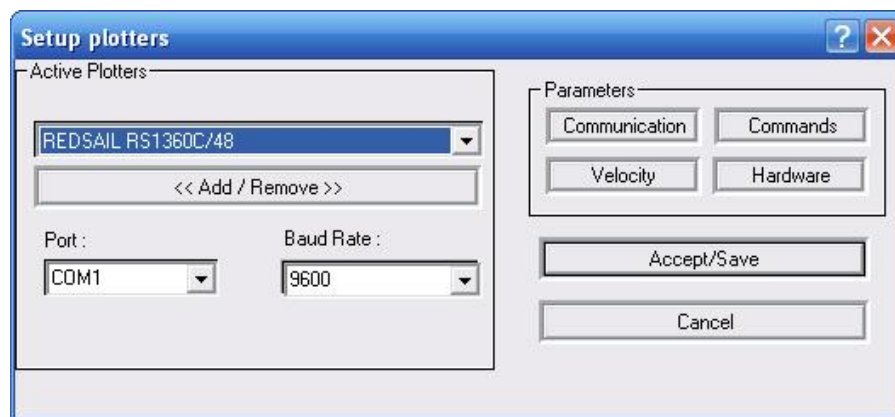 Setup plotters
Active Plotters
REDSAIL RS1360C/48
<< Add / Remove >>
Port :
Baud Rate :
COM1
9600
Parameters
Communication
Commands
Velocity
Hardware
Accept/Save
Cancel